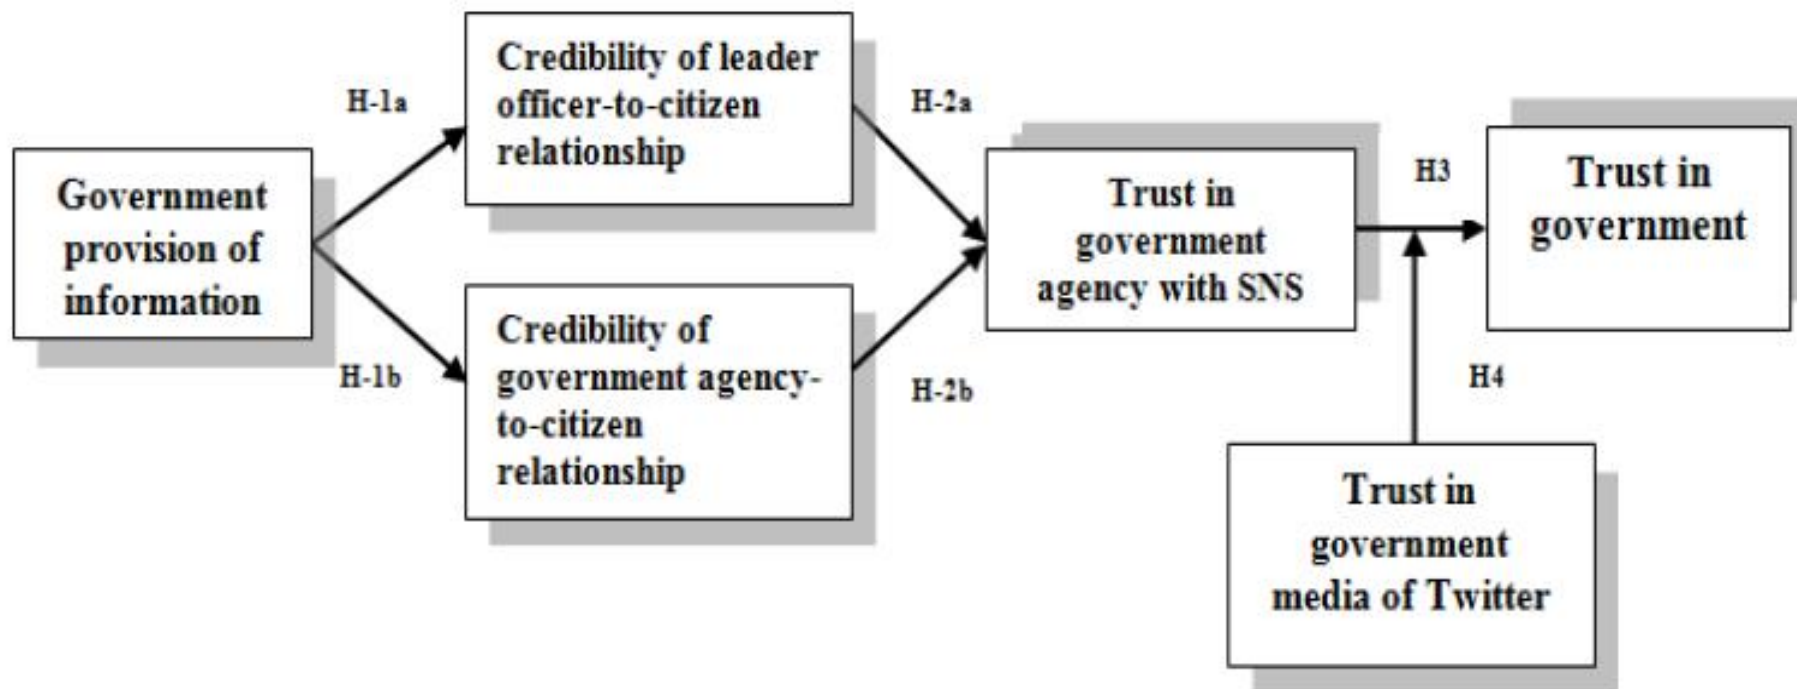 Government
provision of
information
H-1a
H-1b
Credibility of leader
officer-to-citizen
relationship
Credibility of
government agency-
to-citizen
relationship
H-2a
H-2b
Trust in
government
agency with SNS
H3
Trust in
government
H4
Trust in
government
media of Twitter